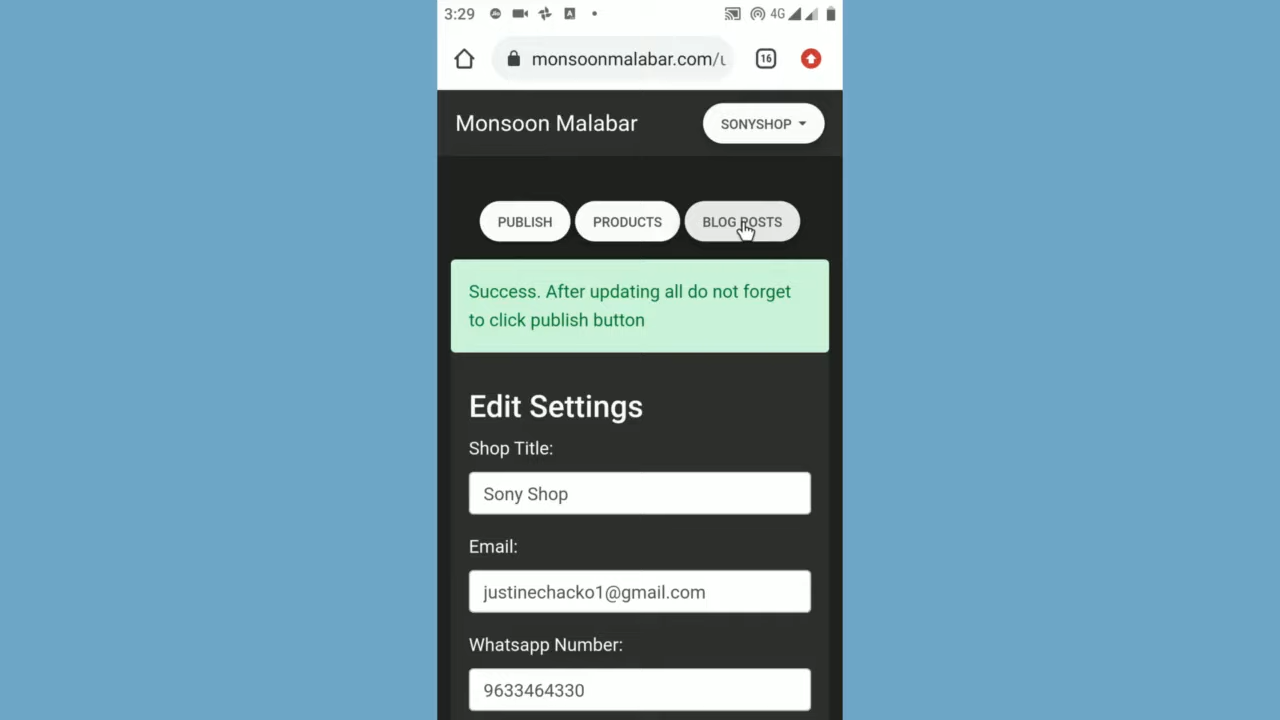 3:29
4G
monsoonmalabar.com/u
16
Monsoon Malabar
SONYSHOP
PUBLISH
PRODUCTS
BLOG POSTS
Success. After updating all do not forget
to click publish button
Edit Settings
Shop Title:
Sony Shop
Email:
justinechacko1@gmail.com
Whatsapp Number:
9633464330